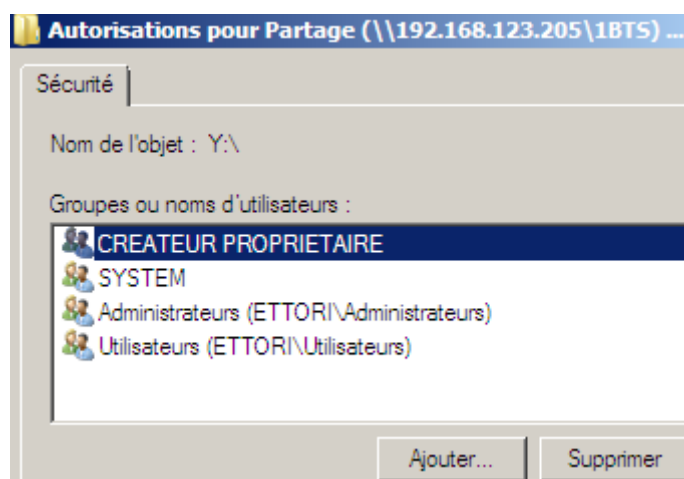 Autorisations pour Partage (\\192.168.123.205\1BTS) ...
Sécurité
Nom de l'objet : Y:\
Groupes ou noms d'utilisateurs :
CREATEUR PROPRIETAIRE
SYSTEM
Administrateurs (ETTORI\Administrateurs)
Utilisateurs (ETTORI\Utilisateurs)
Ajouter... Supprimer